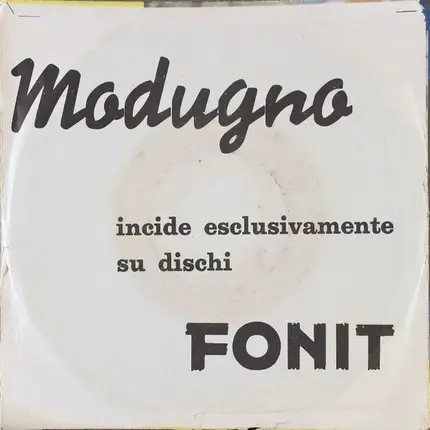 Modugno
incide esclusivamente
su dischi
FONIT